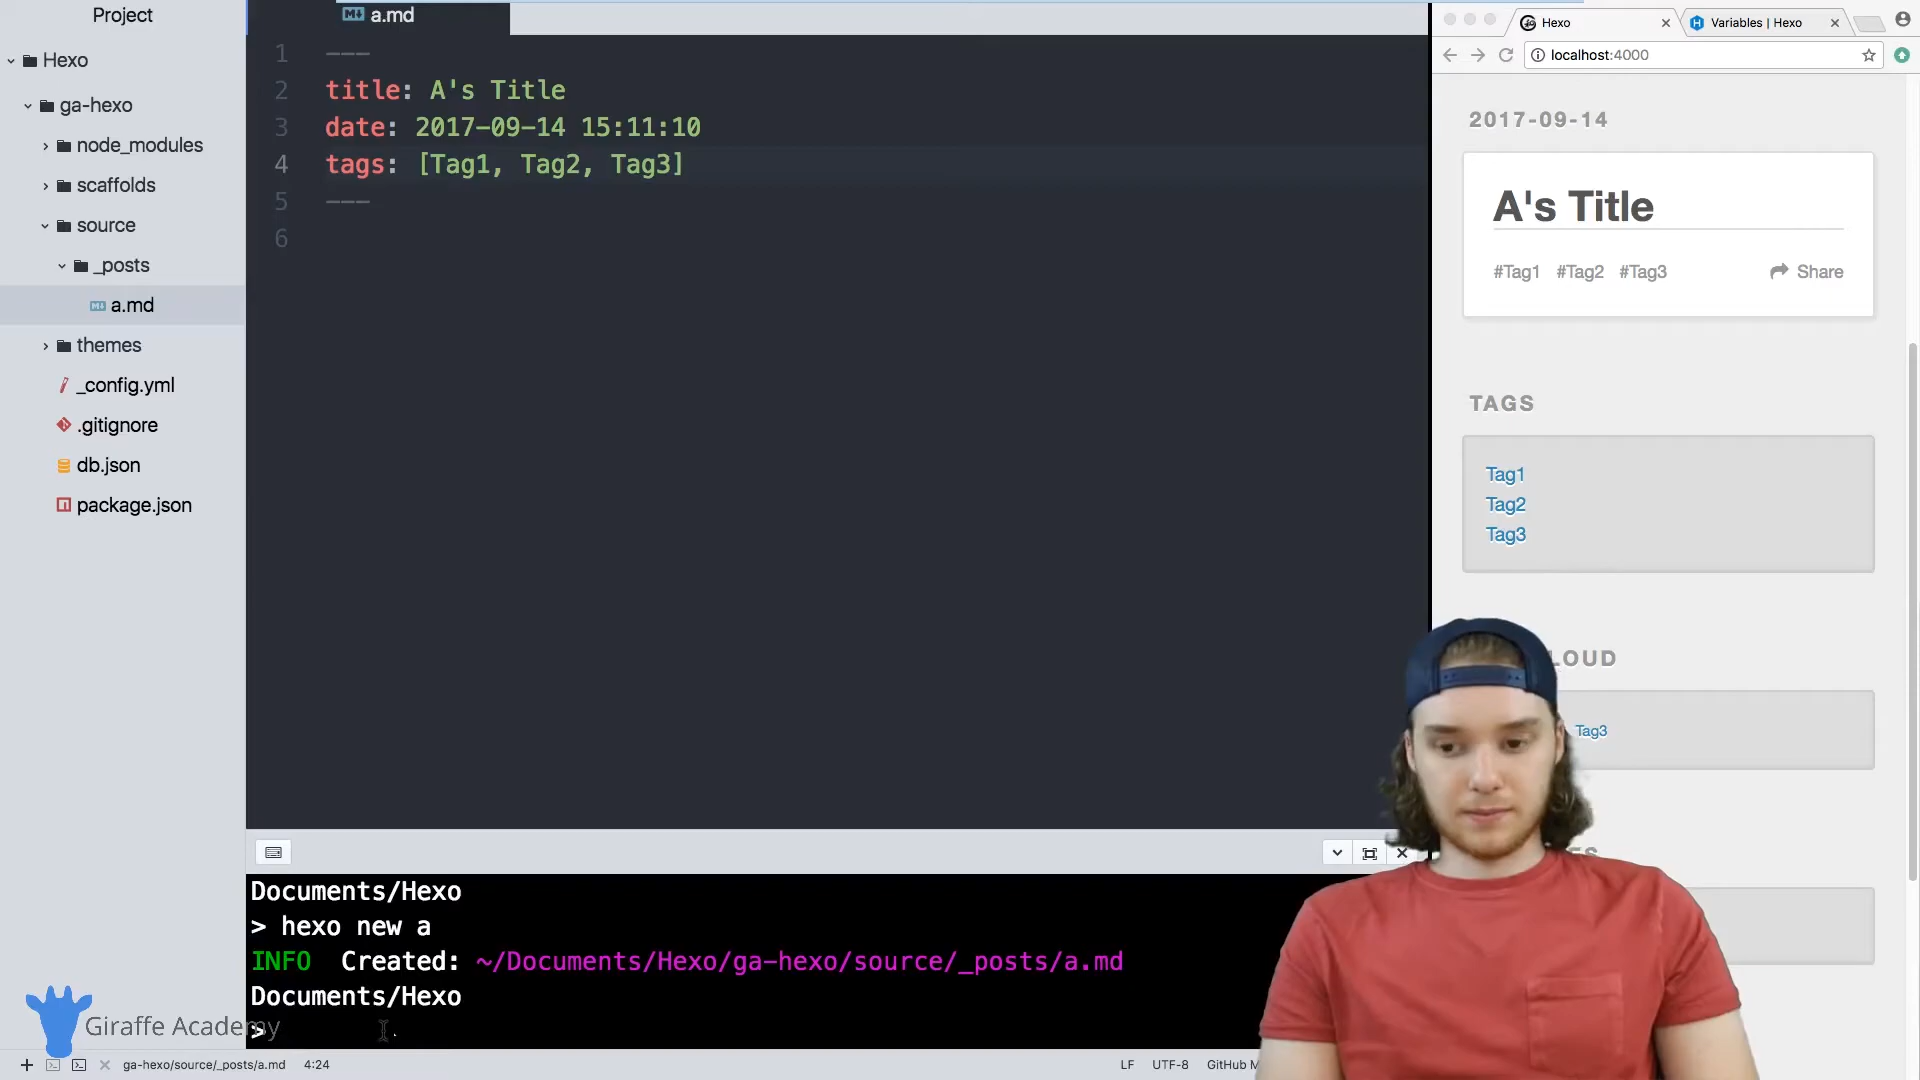 Project
Hexo
ga-hexo
node_modules
scaffolds
source
_posts
a.md
themes
_config.yml
.gitignore
db.json
package.json
a.md
1 ---
2 title: A's Title
3 date: 2017-09-14 15:11:10
4 tags: [Tag1, Tag2, Tag3]
5 ---
6
Documents/Hexo
> hexo new a
INFO Created: ~/Documents/Hexo/ga-hexo/source/_posts/a.md
Documents/Hexo
>
Giraffe Academy
ga-hexo/source/_posts/a.md 4:24
LF UTF-8 GitHub M
Hexo
Variables | Hexo
localhost:4000
2017-09-14
A's Title
#Tag1 #Tag2 #Tag3 Share
TAGS
Tag1
Tag2
Tag3
LOUD
Tag3